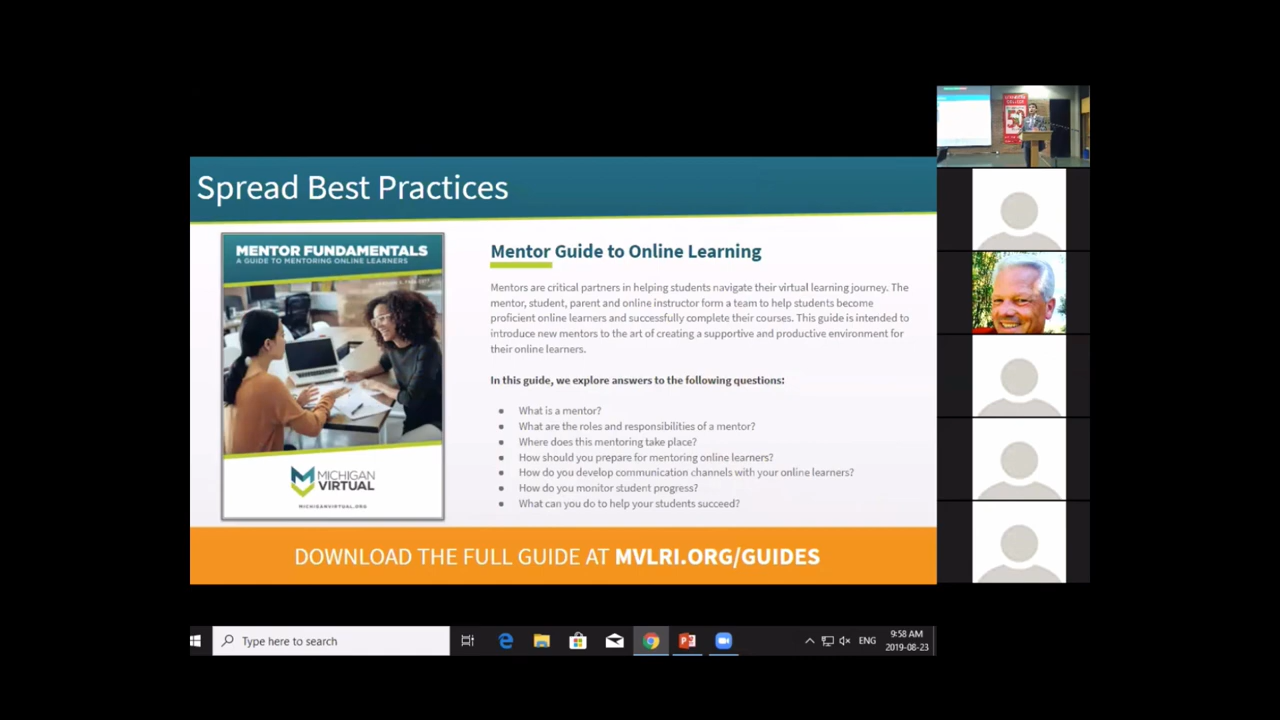 Spread Best Practices
MENTOR FUNDAMENTALS
A GUIDE TO MENTORING ONLINE LEARNERS
MICHIGAN
VIRTUAL
MICHIGANVIRTUAL.ORG
Mentor Guide to Online Learning
Mentors are critical partners in helping students navigate their virtual learning journey. The
mentor, student, parent and online instructor form a team to help students become
proficient online learners and successfully complete their courses. This guide is intended to
introduce new mentors to the art of creating a supportive and productive environment for
their online learners.
In this guide, we explore answers to the following questions:
● What is a mentor?
● What are the roles and responsibilities of a mentor?
● Where does this mentoring take place?
● How should you prepare for mentoring online learners?
● How do you develop communication channels with your online learners?
● How do you monitor student progress?
● What can you do to help your students succeed?
DOWNLOAD THE FULL GUIDE AT MVLRI.ORG/GUIDES
50
Type here to search
ENG
9:58 AM
2019-08-23